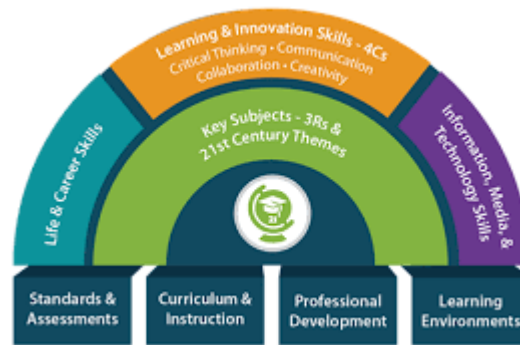 Learning & Innovation Skills - 4Cs
Critical Thinking • Communication
Collaboration • Creativity
Life & Career Skills
Key Subjects - 3Rs &
21st Century Themes
Information, Media, &
Technology Skills
21
Standards &
Assessments
Curriculum &
Instruction
Professional
Development
Learning
Environments